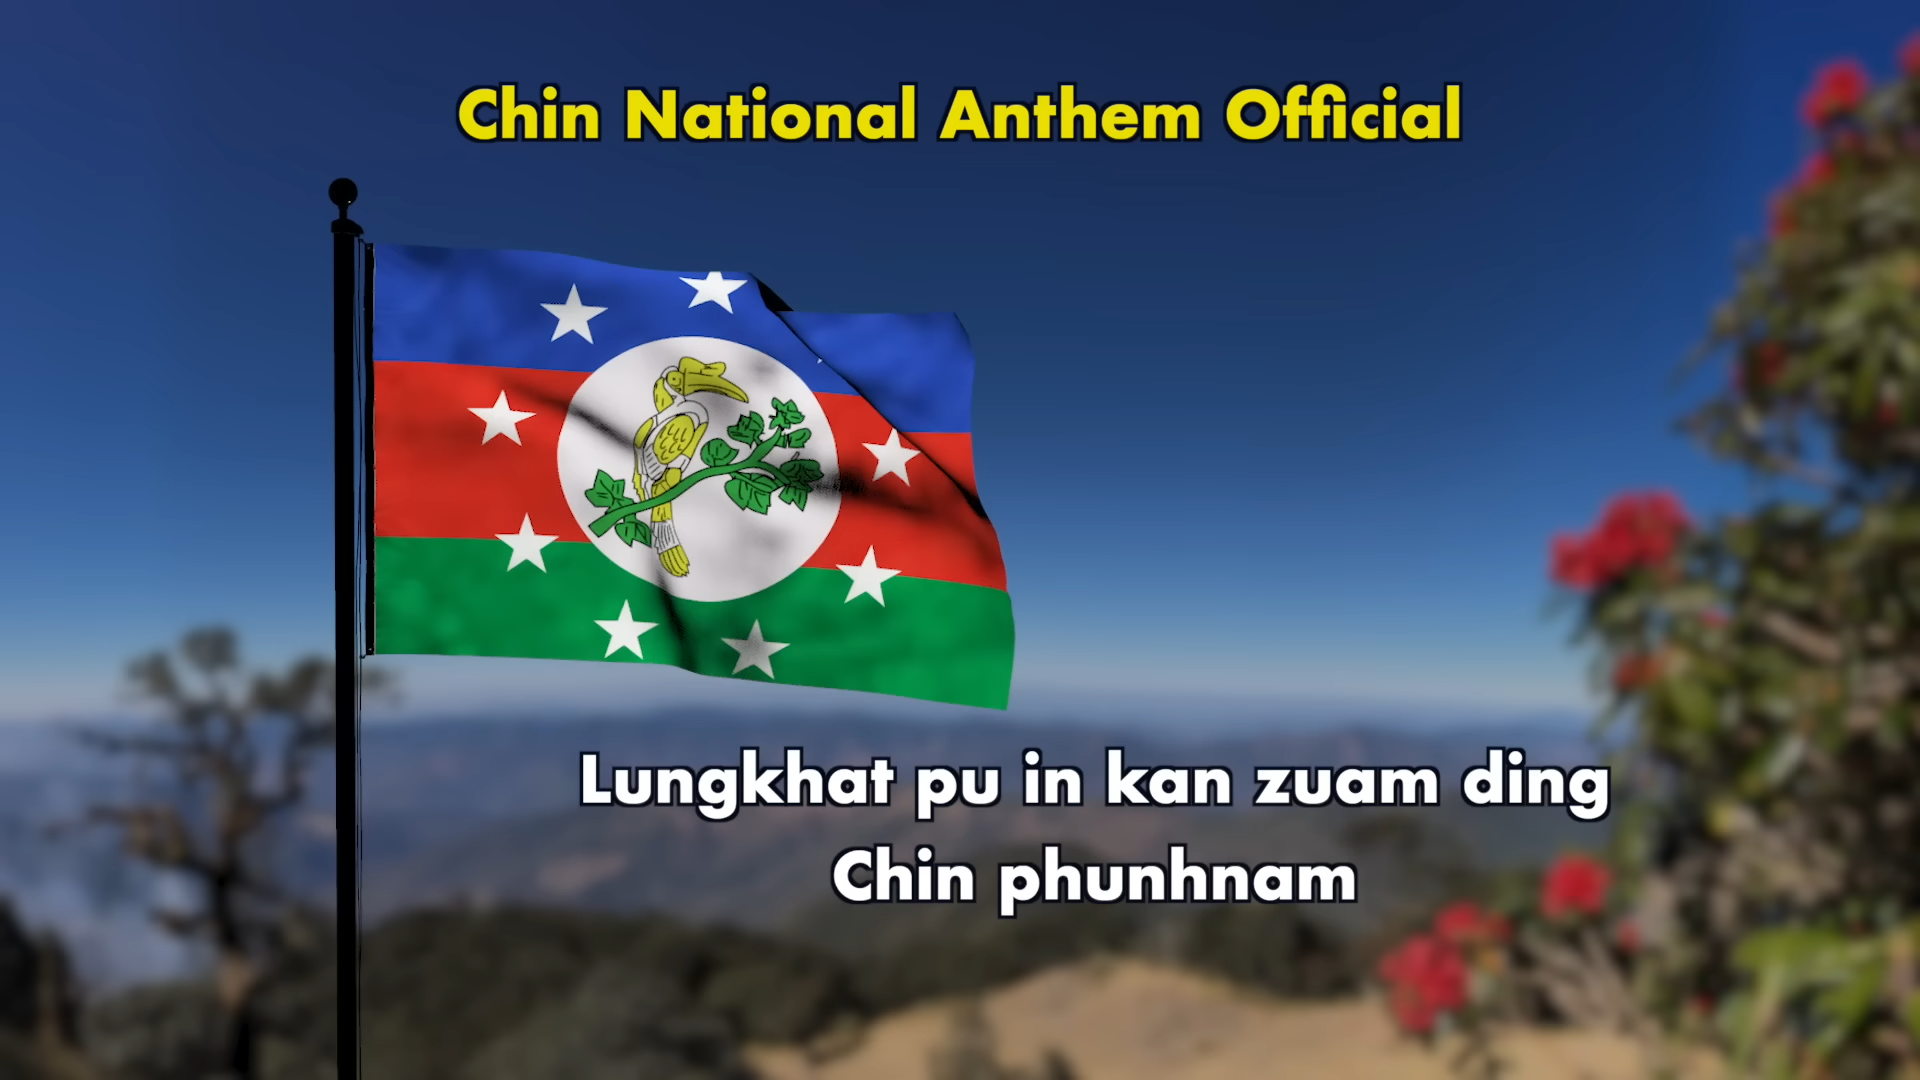 Chin National Anthem Official
Lungkhat pu in kan zuam ding
Chin phunhnam